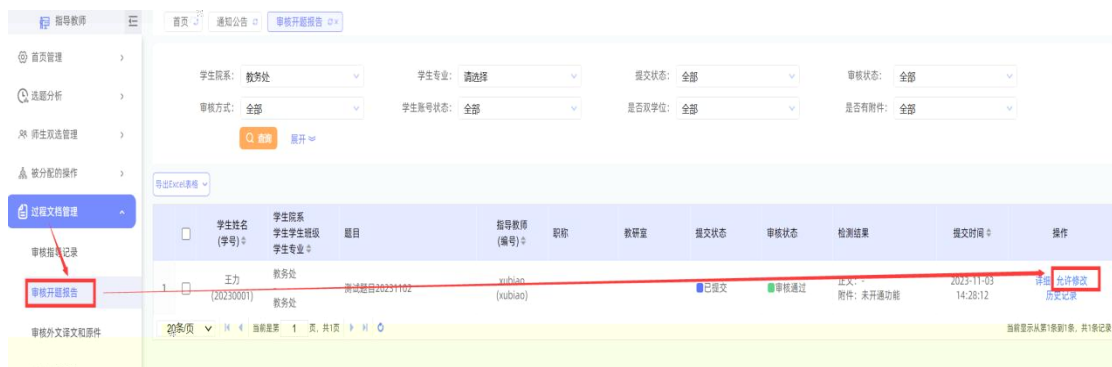 指导教师
首页
通知公告
审核开题报告
首页管理
选题分析
师生双选管理
被分配的操作
过程文档管理
审核指导记录
审核开题报告
审核外文译文和原件
学生院系： 教务处
学生专业： 请选择
提交状态： 全部
审核状态： 全部
审核方式： 全部
学生账号状态： 全部
是否双学位： 全部
是否有附件： 全部
查询 展开
导出Excel表格
学生姓名
(学号)
学生院系
学生学生班级
学生专业
题目
指导教师
(编号)
职称
教研室
提交状态
审核状态
检测结果
提交时间
操作
1
王力
(20230001)
教务处
-
教务处
测试题目20231102
xubiao
(xubiao)
已提交
审核通过
正文：-
附件：未开通功能
2023-11-03
14:28:12
详细 允许修改
历史记录
20条/页 当前是第 1 页，共1页
当前显示从第1条到1条，共1条记录